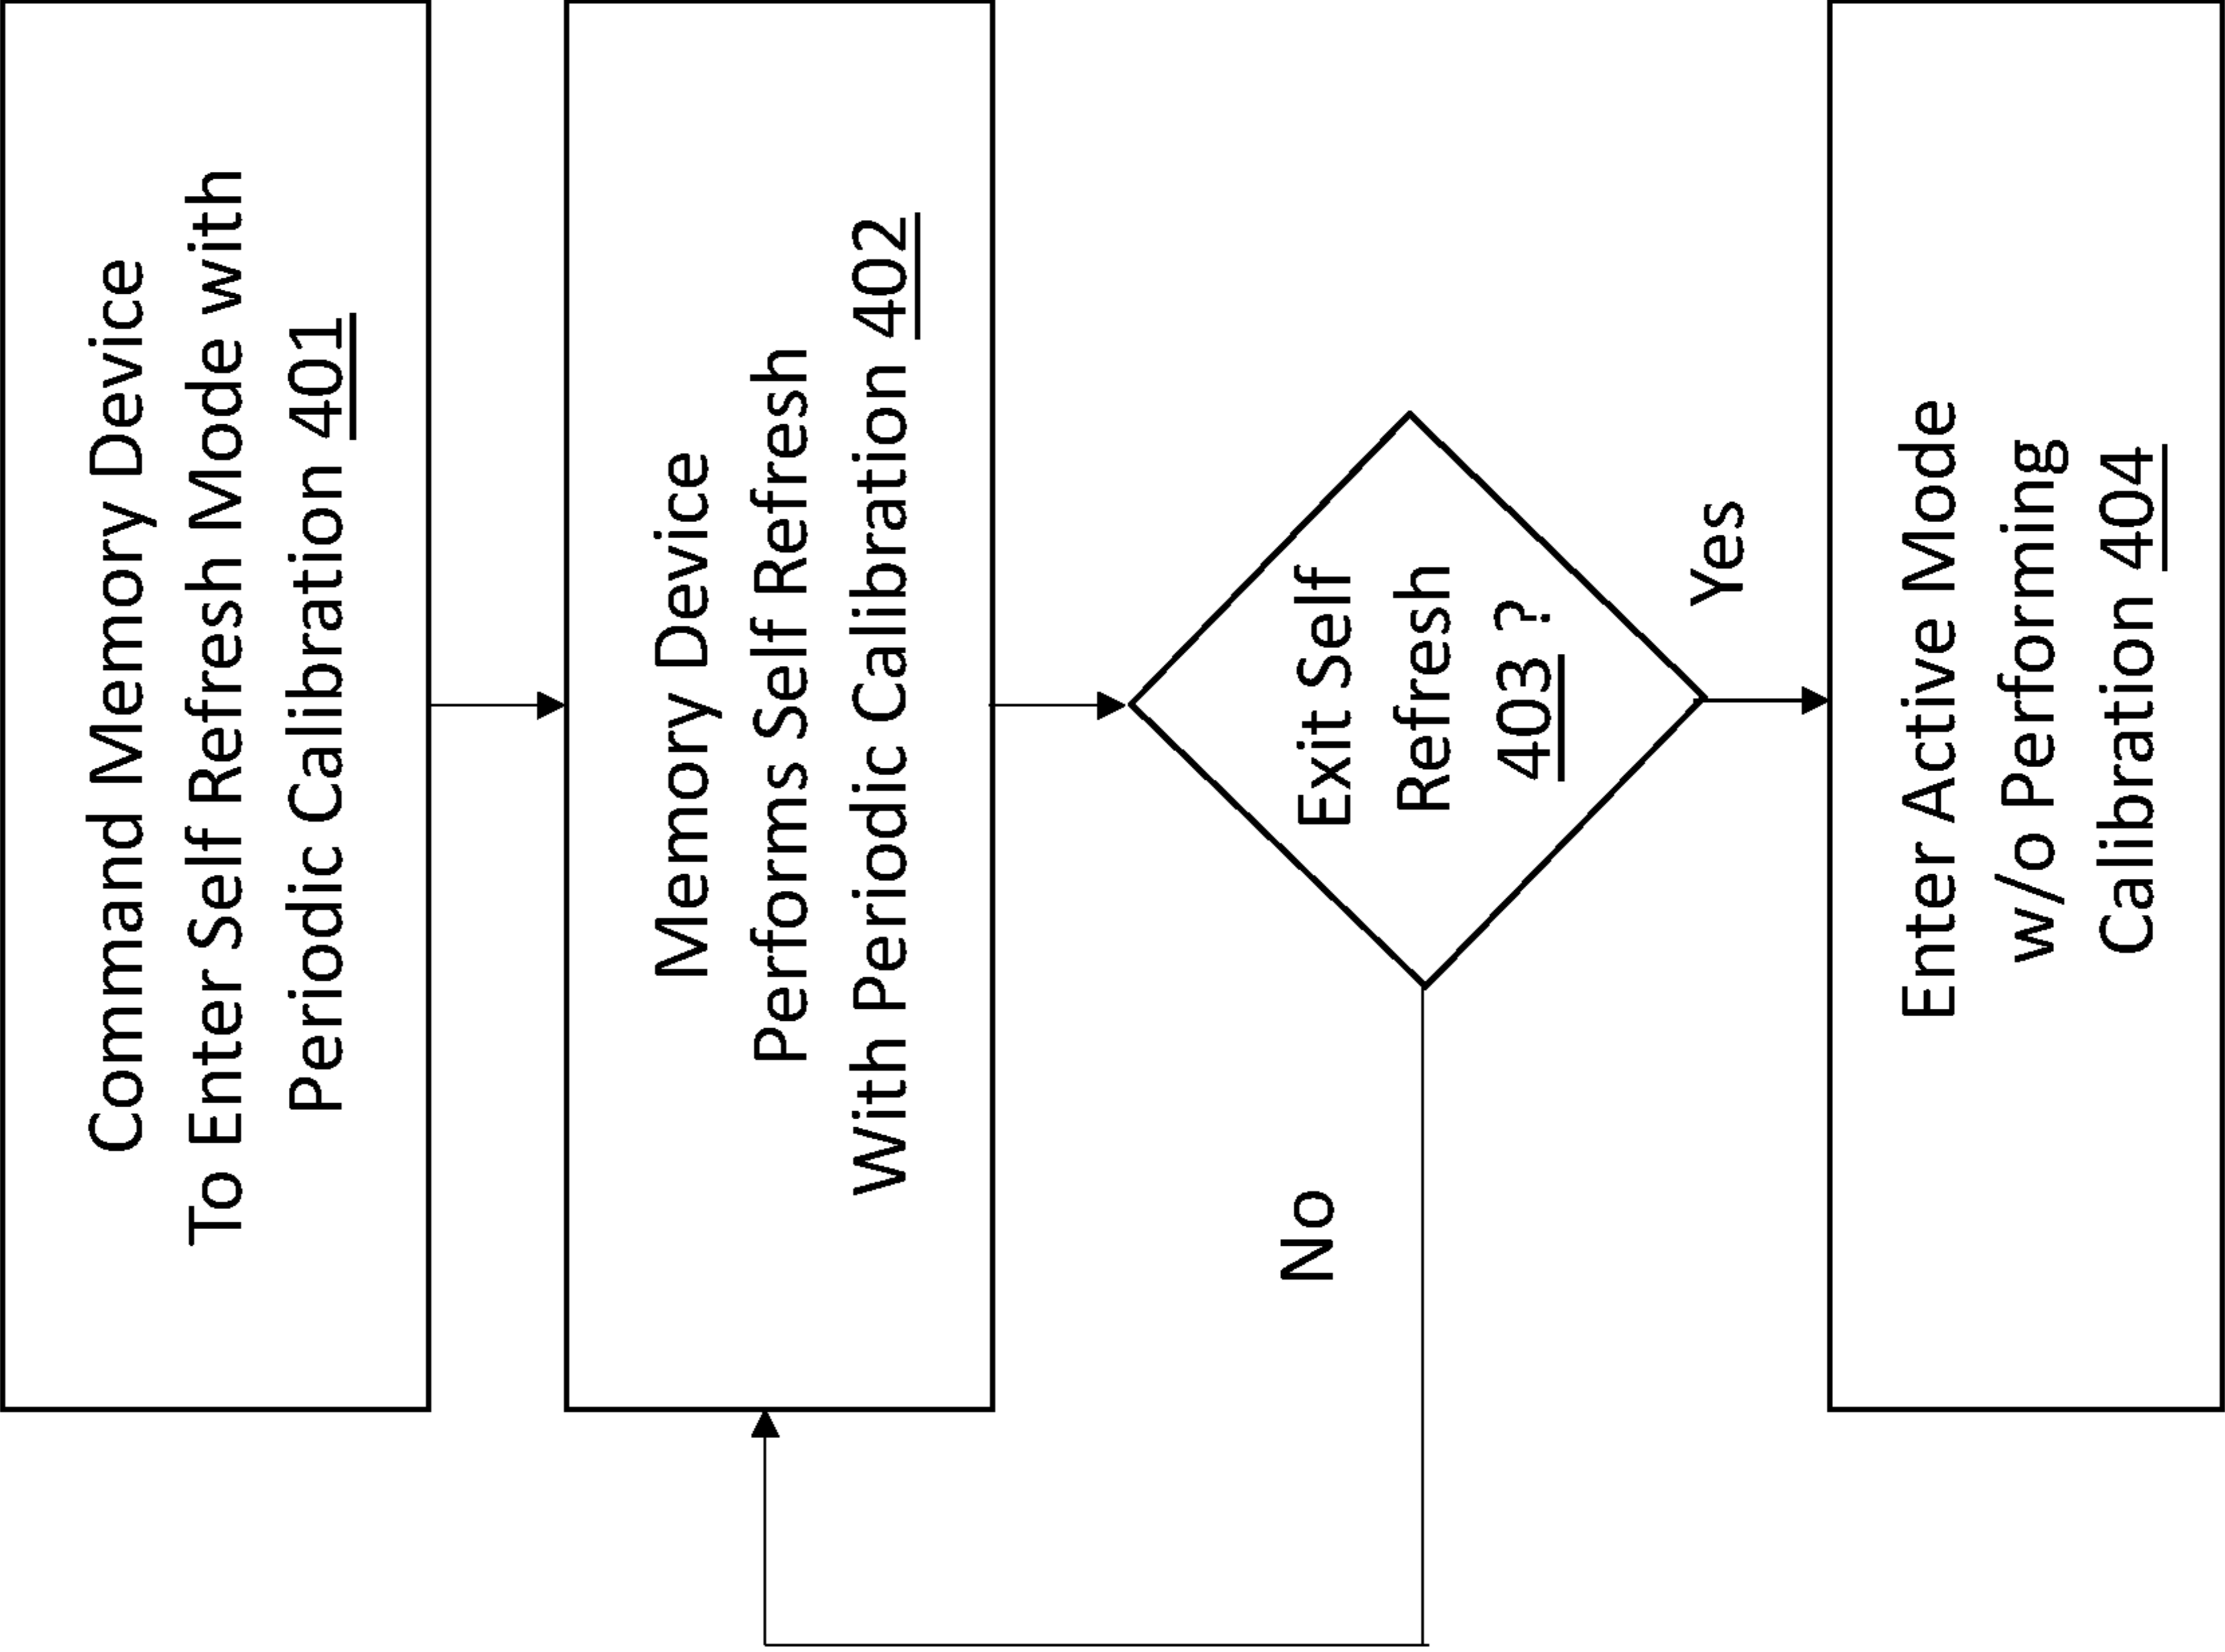 Command Memory Device
To Enter Self Refresh Mode with
Periodic Calibration 401
Memory Device
Performs Self Refresh
With Periodic Calibration 402
Exit Self
Refresh
403 ?
No
Yes
Enter Active Mode
w/o Performing
Calibration 404